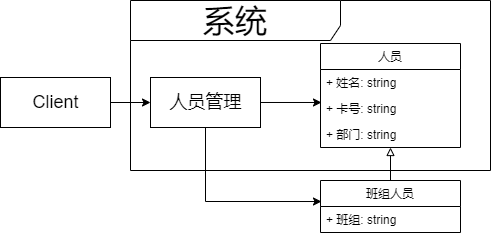 系统
人员
+ 姓名: string
+ 卡号: string
+ 部门: string
Client
人员管理
班组人员
+ 班组: string